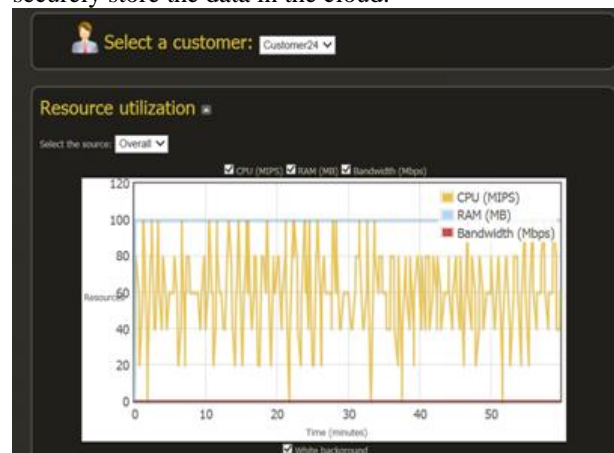 securely store the data in the cloud.
Select a customer: Customer24
Resource utilization
Select the source: Overall
CPU (MIPS) RAM (MB) Bandwidth (Mbps)
120
100
80
60
40
20
0
Resources
CPU (MIPS)
RAM (MB)
Bandwidth (Mbps)
0 10 20 30 40 50
Time (minutes)
White background